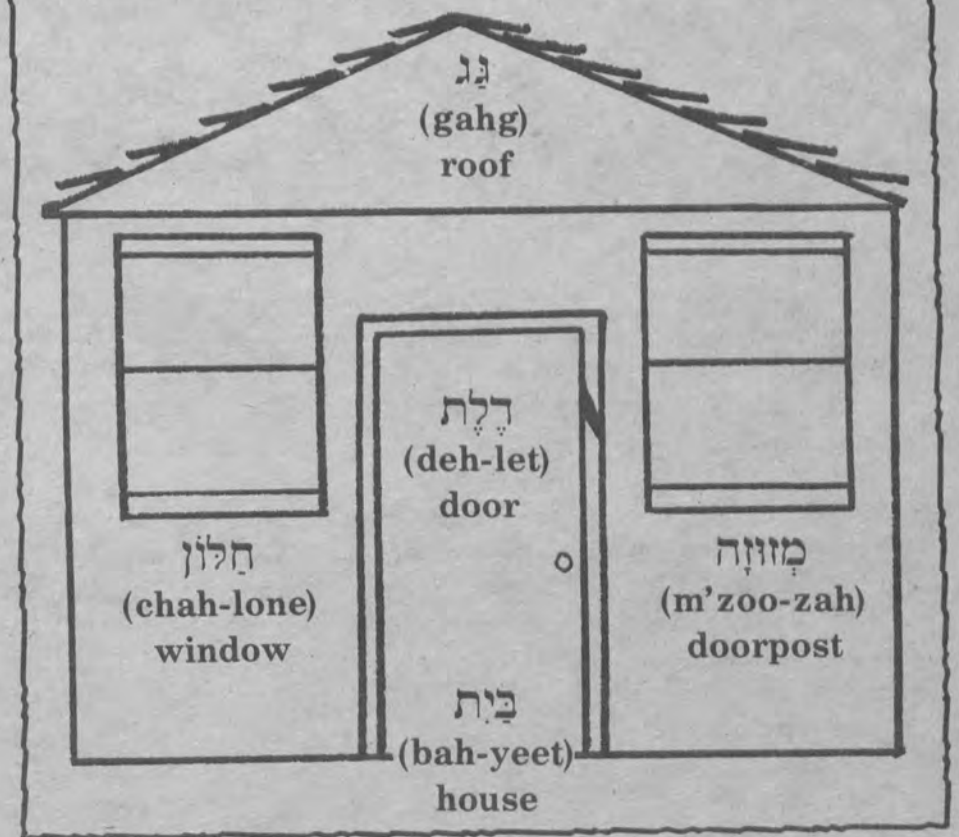 גַּג
(gahg)
roof
דֶלֶת
(deh-let)
door
חַלּוֹן
(chah-lone)
window
מְזוּזָה
(m’zoo-zah)
doorpost
בַּיִת
(bah-yeet)
house